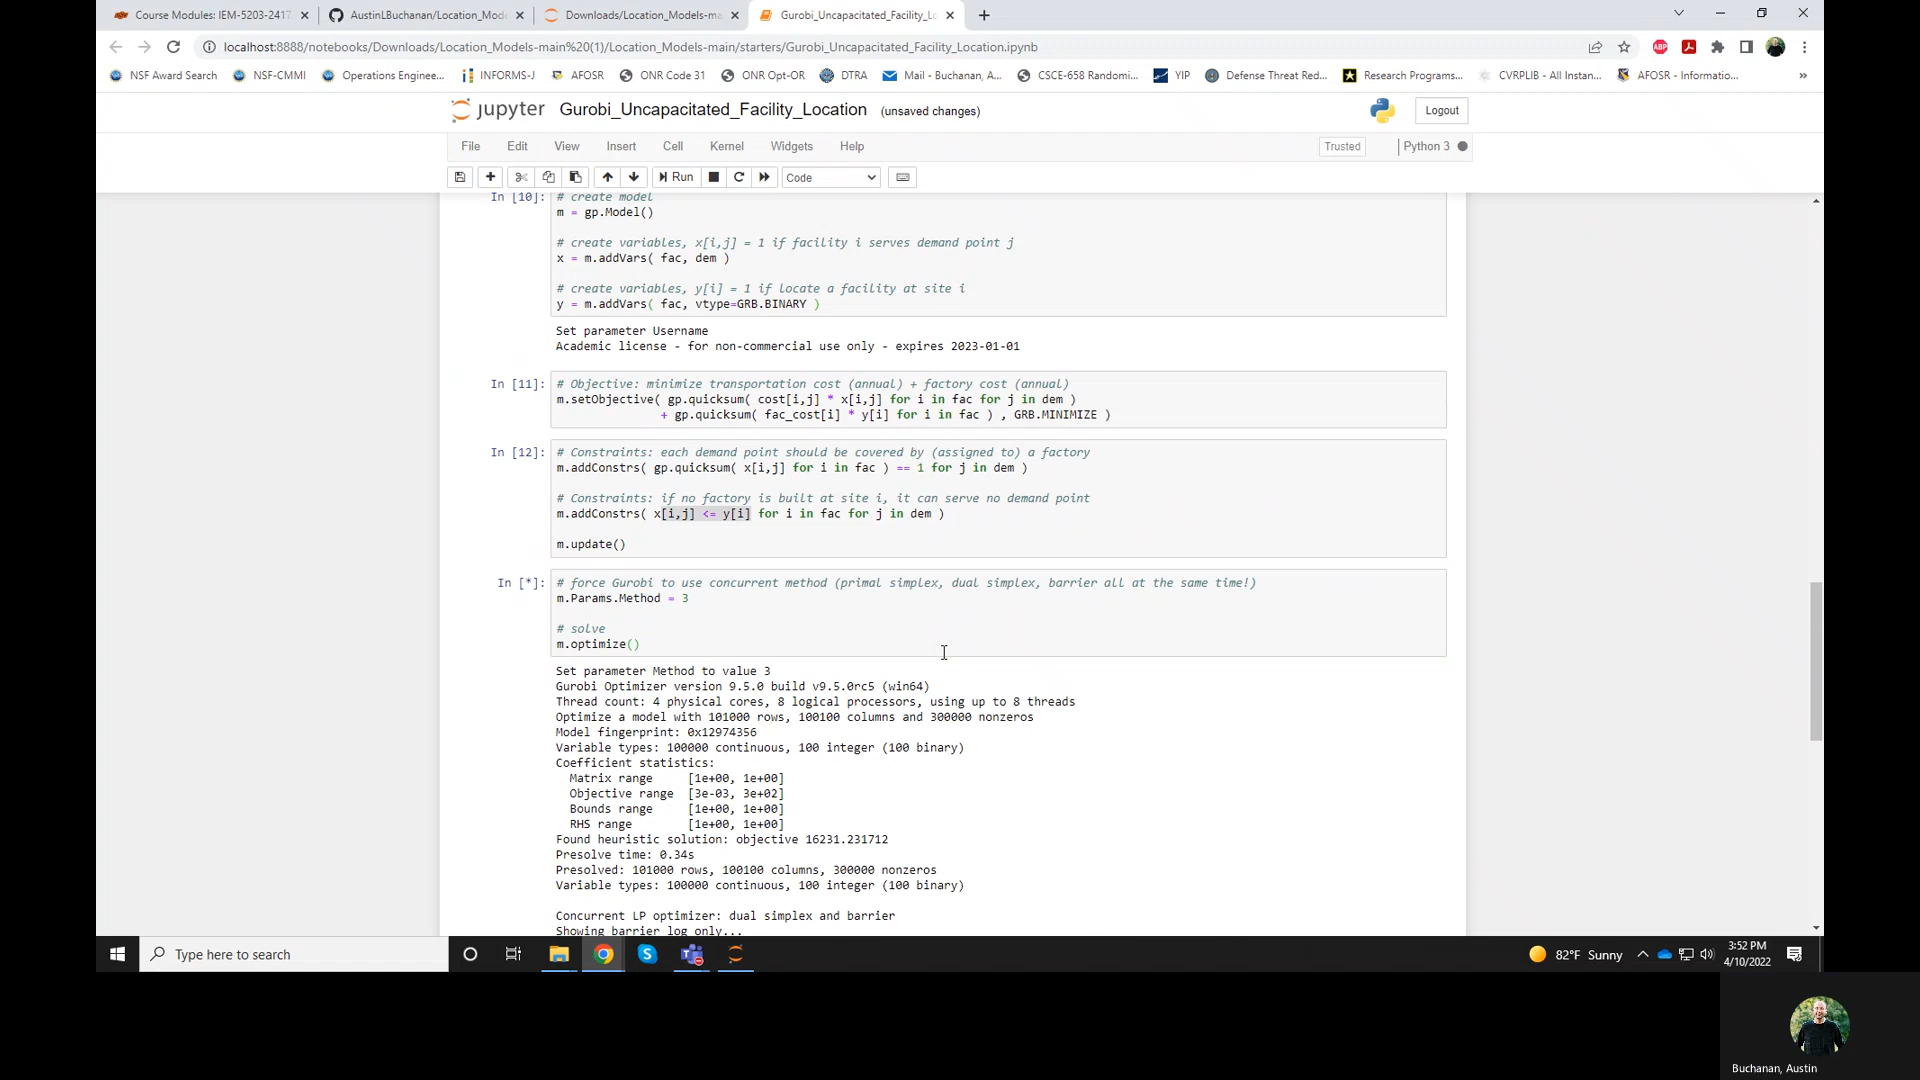 Course Modules: IEM-5203-2417
AustinLBuchanan/Location_Mode
Downloads/Location_Models-ma
Gurobi_Uncapacitated_Facility_Lo
localhost:8888/notebooks/Downloads/Location_Models-main%20(1)/Location_Models-main/starters/Gurobi_Uncapacitated_Facility_Location.ipynb
ABP
NSF Award Search
NSF-CMMI
Operations Enginee...
INFORMS-J
AFOSR
ONR Code 31
ONR Opt-OR
DTRA
Mail - Buchanan, A...
CSCE-658 Randomi...
YIP
Defense Threat Red...
Research Programs...
CVRPLIB - All Instan...
AFOSR - Informatio...
»
jupyter
Gurobi_Uncapacitated_Facility_Location (unsaved changes)
Logout
File Edit View Insert Cell Kernel Widgets Help
Trusted
Python 3
Run
Code
In [10]: # create model
m = gp.Model()
# create variables, x[i,j] = 1 if facility i serves demand point j
x = m.addVars( fac, dem )
# create variables, y[i] = 1 if locate a facility at site i
y = m.addVars( fac, vtype=GRB.BINARY )
Set parameter Username
Academic license - for non-commercial use only - expires 2023-01-01
In [11]: # Objective: minimize transportation cost (annual) + factory cost (annual)
m.setObjective( gp.quicksum( cost[i,j] * x[i,j] for i in fac for j in dem )
+ gp.quicksum( fac_cost[i] * y[i] for i in fac ) , GRB.MINIMIZE )
In [12]: # Constraints: each demand point should be covered by (assigned to) a factory
m.addConstrs( gp.quicksum( x[i,j] for i in fac ) == 1 for j in dem )
# Constraints: if no factory is built at site i, it can serve no demand point
m.addConstrs( x[i,j] <= y[i] for i in fac for j in dem )
m.update()
In [*]: # force Gurobi to use concurrent method (primal simplex, dual simplex, barrier all at the same time!)
m.Params.Method = 3
# solve
m.optimize()
Set parameter Method to value 3
Gurobi Optimizer version 9.5.0 build v9.5.0rc5 (win64)
Thread count: 4 physical cores, 8 logical processors, using up to 8 threads
Optimize a model with 101000 rows, 100100 columns and 300000 nonzeros
Model fingerprint: 0x12974356
Variable types: 100000 continuous, 100 integer (100 binary)
Coefficient statistics:
Matrix range [1e+00, 1e+00]
Objective range [3e-03, 3e+02]
Bounds range [1e+00, 1e+00]
RHS range [1e+00, 1e+00]
Found heuristic solution: objective 16231.231712
Presolve time: 0.34s
Presolved: 101000 rows, 100100 columns, 300000 nonzeros
Variable types: 100000 continuous, 100 integer (100 binary)
Concurrent LP optimizer: dual simplex and barrier
Showing barrier log only...
Type here to search
82°F Sunny
3:52 PM
4/10/2022
Buchanan, Austin